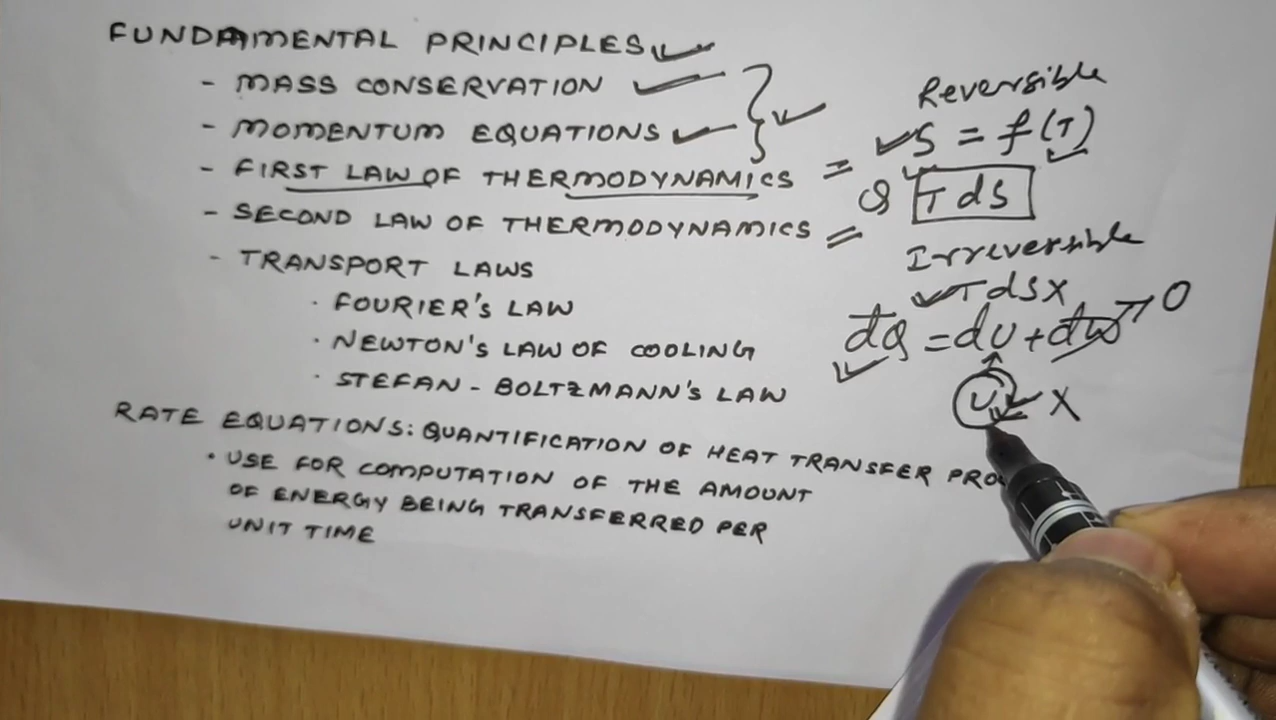 FUNDAMENTAL PRINCIPLES
- MASS CONSERVATION
- MOMENTUM EQUATIONS
- FIRST LAW OF THERMODYNAMICS =
- SECOND LAW OF THERMODYNAMICS =
- TRANSPORT LAWS
· FOURIER'S LAW
· NEWTON'S LAW OF COOLING
· STEFAN - BOLTZMANN'S LAW
RATE EQUATIONS: QUANTIFICATION OF HEAT TRANSFER
· USE FOR COMPUTATION OF THE AMOUNT
OF ENERGY BEING TRANSFERRED PER
UNIT TIME
Reversible
S = f(T)
TdS
Irreversible
TdS X
đQ = dU + đW 0
U X